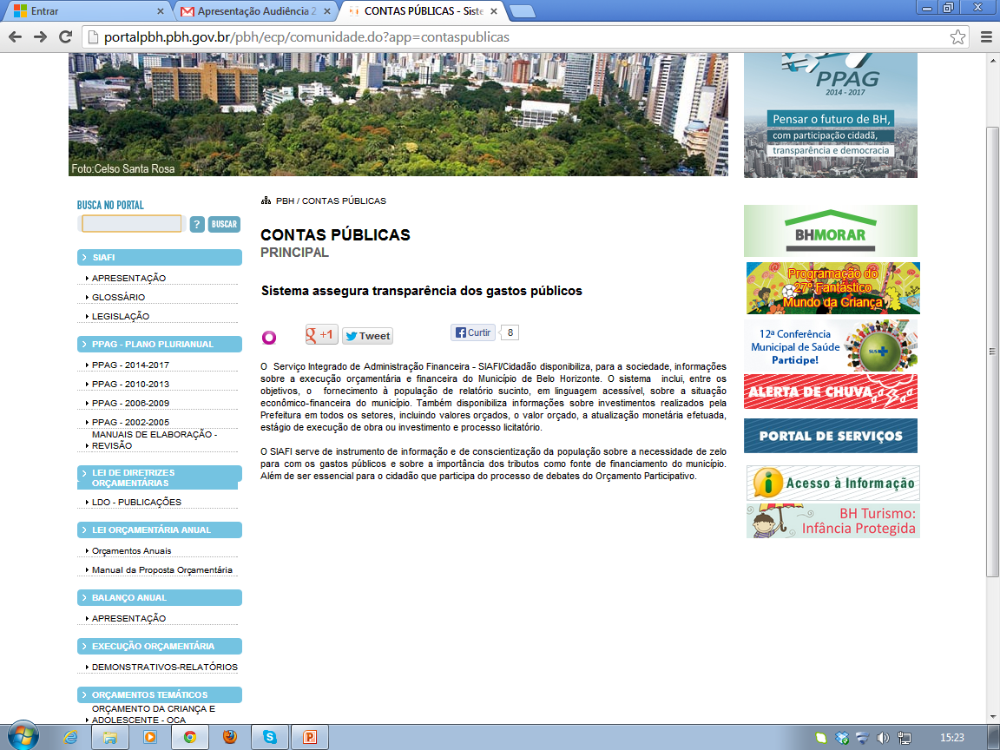 Entrar
Apresentação Audiência 2
CONTAS PÚBLICAS - Siste
portalpbh.pbh.gov.br/pbh/ecp/comunidade.do?app=contaspublicas
Foto:Celso Santa Rosa
PPAG
2014 - 2017
Pensar o futuro de BH,
com participação cidadã,
transparência e democracia
BUSCA NO PORTAL
? BUSCAR
SIAFI
APRESENTAÇÃO
GLOSSÁRIO
LEGISLAÇÃO
PPAG - PLANO PLURIANUAL
PPAG - 2014-2017
PPAG - 2010-2013
PPAG - 2006-2009
PPAG - 2002-2005
MANUAIS DE ELABORAÇÃO -
REVISÃO
LEI DE DIRETRIZES
ORÇAMENTÁRIAS
LDO - PUBLICAÇÕES
LEI ORÇAMENTÁRIA ANUAL
Orçamentos Anuais
Manual da Proposta Orçamentária
BALANÇO ANUAL
APRESENTAÇÃO
EXECUÇÃO ORÇAMENTÁRIA
DEMONSTRATIVOS-RELATÓRIOS
ORÇAMENTOS TEMÁTICOS
ORÇAMENTO DA CRIANÇA E
ADOLESCENTE - OCA
PBH / CONTAS PÚBLICAS
CONTAS PÚBLICAS
PRINCIPAL
Sistema assegura transparência dos gastos públicos
g +1 Tweet Curtir 8
O Serviço Integrado de Administração Financeira - SIAFI/Cidadão disponibiliza, para a sociedade, informações
sobre a execução orçamentária e financeira do Município de Belo Horizonte. O sistema inclui, entre os
objetivos, o fornecimento à população de relatório sucinto, em linguagem acessível, sobre a situação
econômico-financeira do município. Também disponibiliza informações sobre investimentos realizados pela
Prefeitura em todos os setores, incluindo valores orçados, o valor orçado, a atualização monetária efetuada,
estágio de execução de obra ou investimento e processo licitatório.
O SIAFI serve de instrumento de informação e de conscientização da população sobre a necessidade de zelo
para com os gastos públicos e sobre a importância dos tributos como fonte de financiamento do município.
Além de ser essencial para o cidadão que participa do processo de debates do Orçamento Participativo.
BHMORAR
Programação do
27º Fantástico
Mundo da Criança
12ª Conferência
Municipal de Saúde
Participe!
SUS
ALERTA DE CHUVA
PORTAL DE SERVIÇOS
Acesso à Informação
BH Turismo:
Infância Protegida
15:23